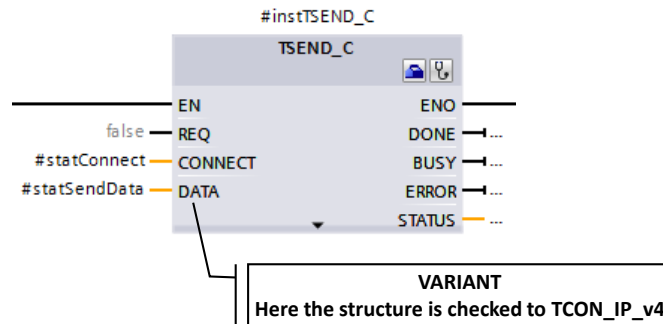 #instTSEND_C
TSEND_C
EN ENO
false REQ DONE ...
#statConnect CONNECT BUSY ...
#statSendData DATA ERROR ...
STATUS ...
VARIANT
Here the structure is checked to TCON_IP_v4